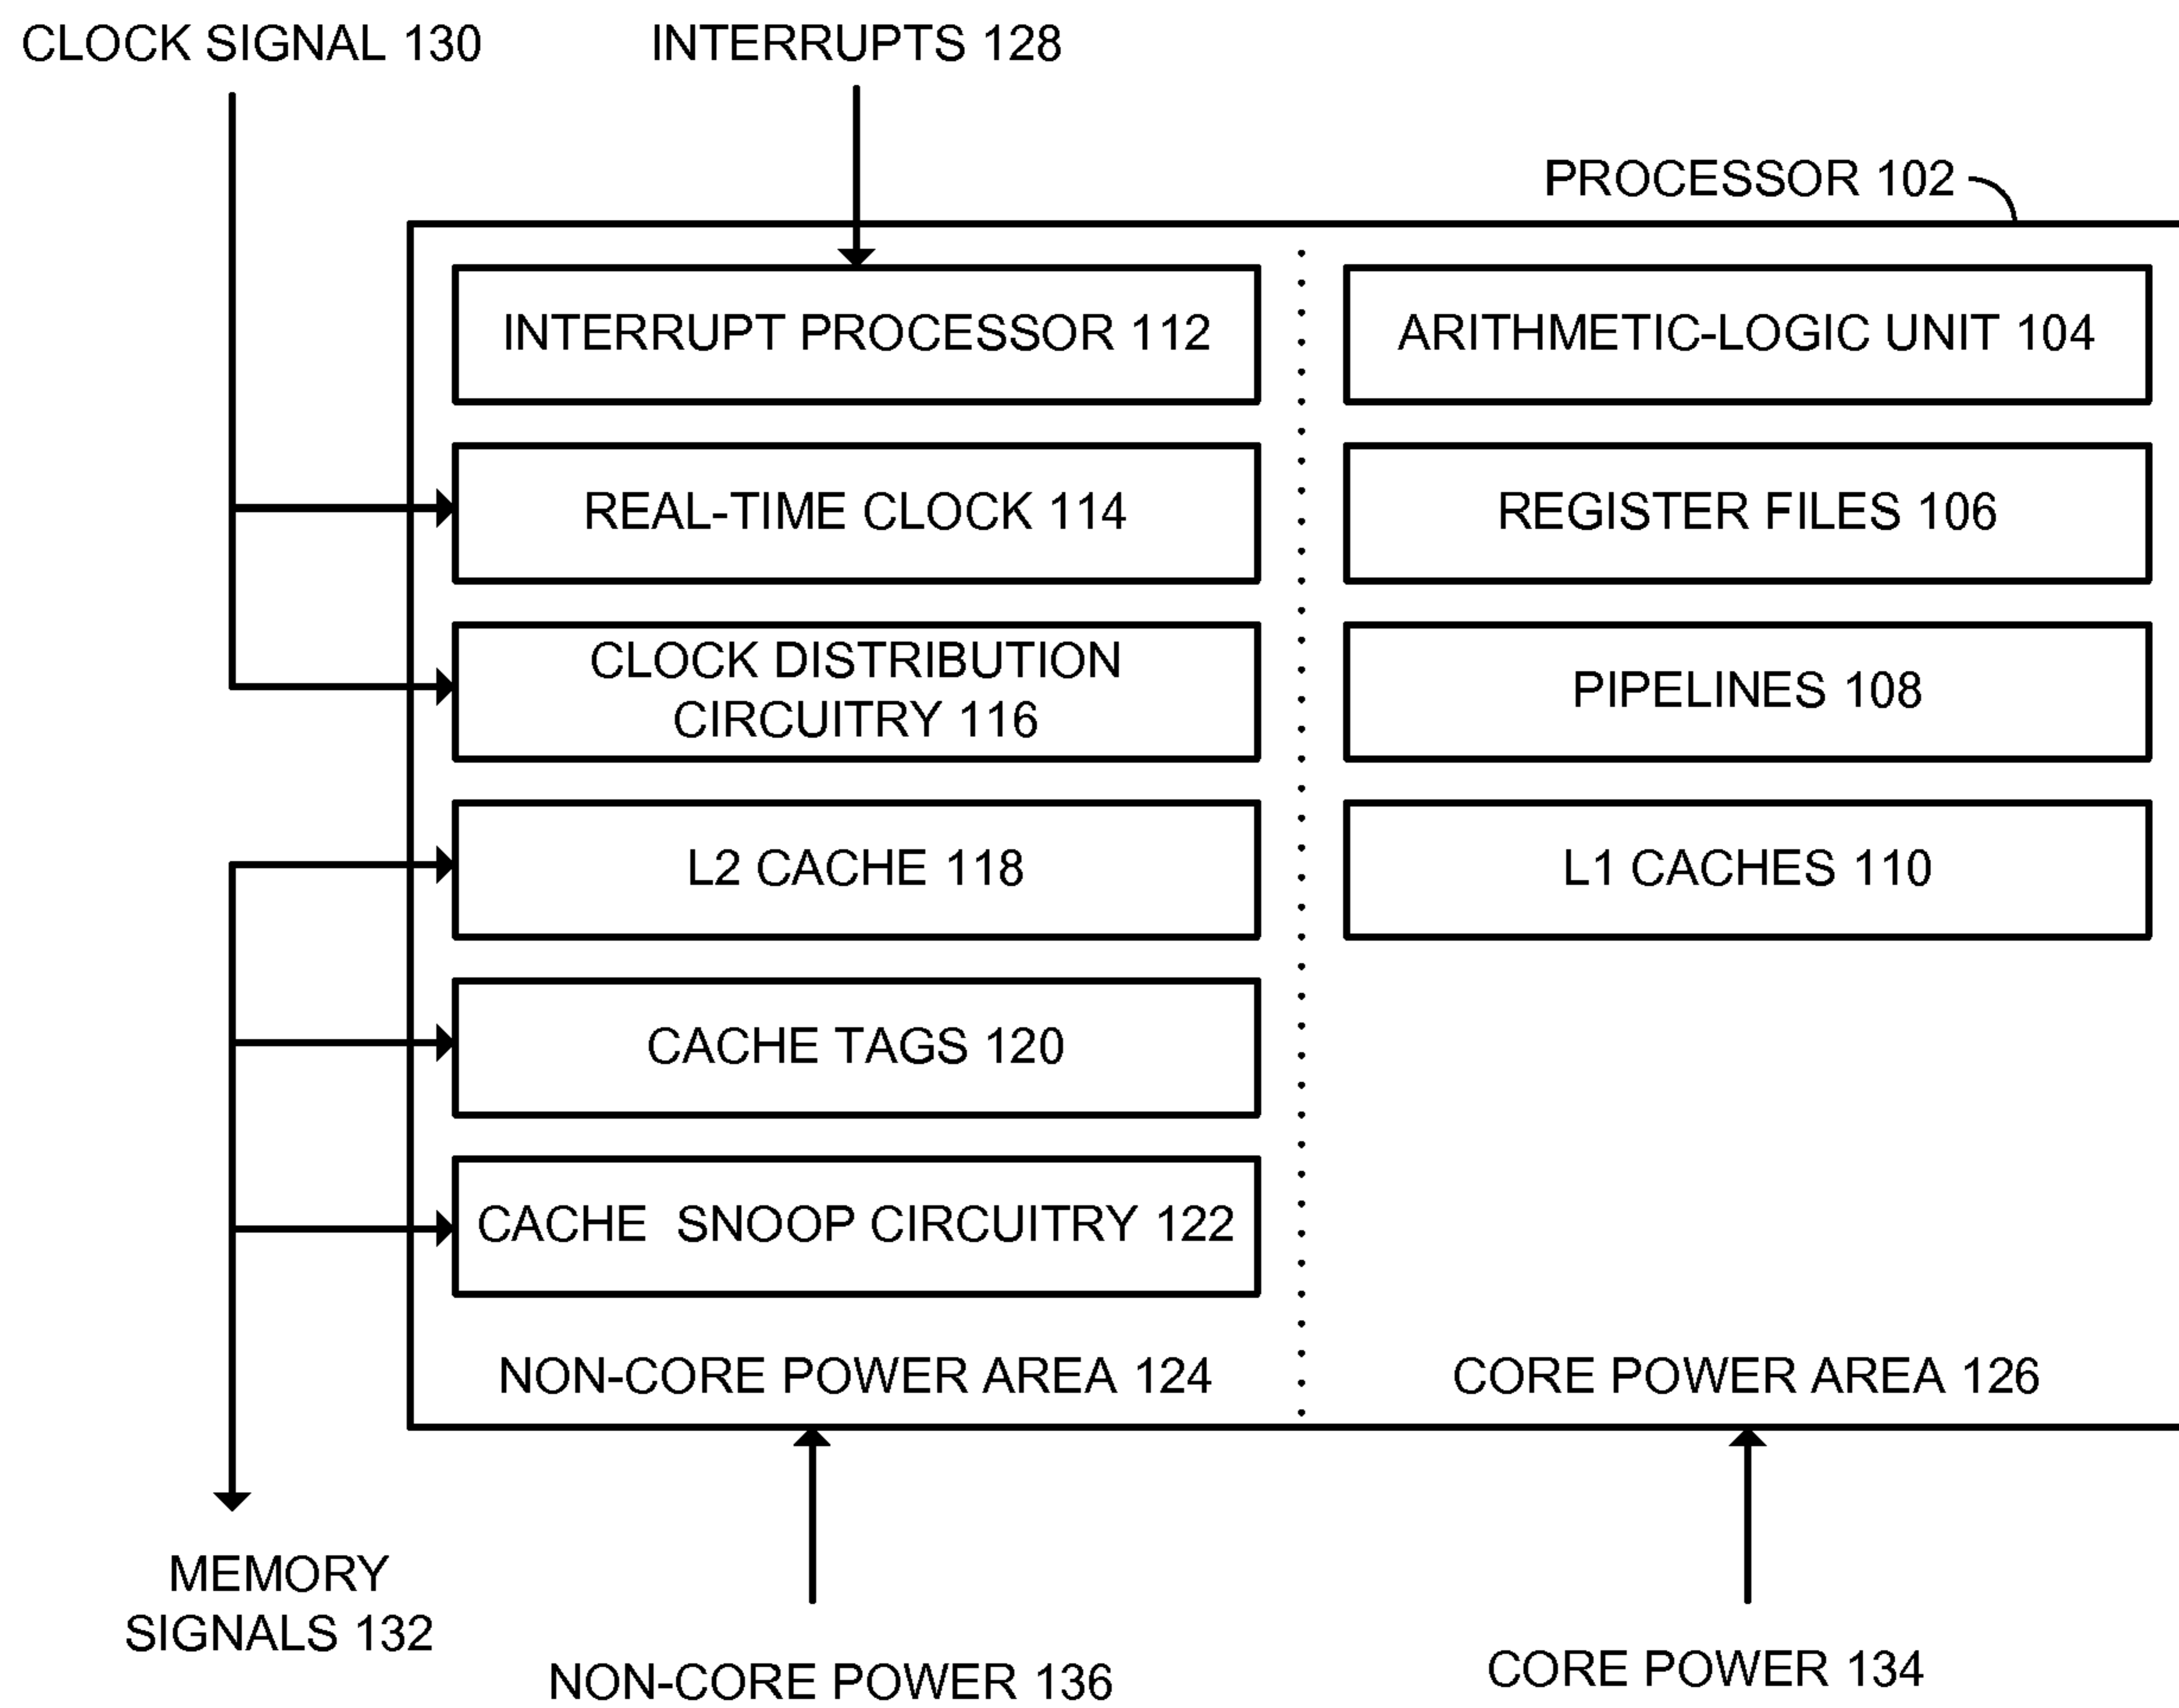 CLOCK SIGNAL 130
INTERRUPTS 128
PROCESSOR 102
INTERRUPT PROCESSOR 112
ARITHMETIC-LOGIC UNIT 104
REAL-TIME CLOCK 114
REGISTER FILES 106
CLOCK DISTRIBUTION
CIRCUITRY 116
PIPELINES 108
L2 CACHE 118
L1 CACHES 110
CACHE TAGS 120
CACHE SNOOP CIRCUITRY 122
NON-CORE POWER AREA 124
CORE POWER AREA 126
MEMORY
SIGNALS 132
NON-CORE POWER 136
CORE POWER 134